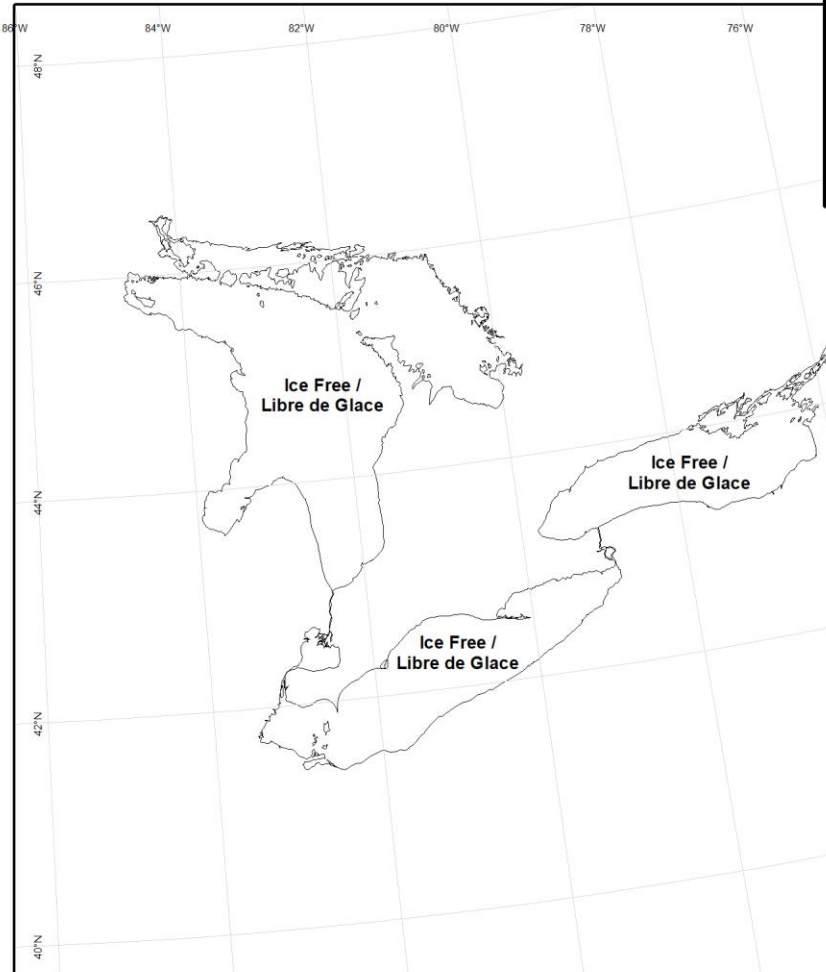 86°W
84°W
82°W
80°W
78°W
76°W
48°N
46°N
Ice Free /
Libre de Glace
Ice Free /
Libre de Glace
44°N
Ice Free /
Libre de Glace
42°N
40°N